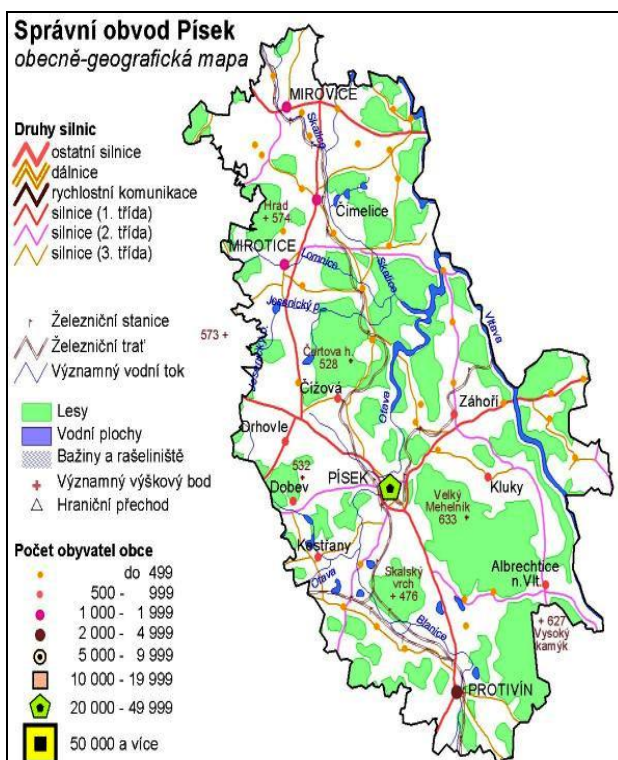 Správní obvod Písek
obecně-geografická mapa
Druhy silnic
ostatní silnice
dálnice
rychlostní komunikace
silnice (1. třída)
silnice (2. třída)
silnice (3. třída)
Železniční stanice
Železniční trať
Významný vodní tok
Lesy
Vodní plochy
Bažiny a rašeliniště
Významný výškový bod
Hraniční přechod
Počet obyvatel obce
do 499
500 - 999
1 000 - 1 999
2 000 - 4 999
5 000 - 9 999
10 000 - 19 999
20 000 - 49 999
50 000 a více
MIROVICE
Skalice
Hrad
+ 574
Čimelice
MIROTICE
Lomnice
Skalice
Jesenický p.
573 +
Vltava
Čertova h.
528
Otava
Čížová
Záhoří
Drhovle
532
PÍSEK
Dobev
Kluky
Velký
Mehelník
633
Kestřany
Otava
Skalský
vrch
+ 476
Albrechtice
n. Vlt.
Blanice
+ 627
Vysoký
kamýk
PROTIVÍN